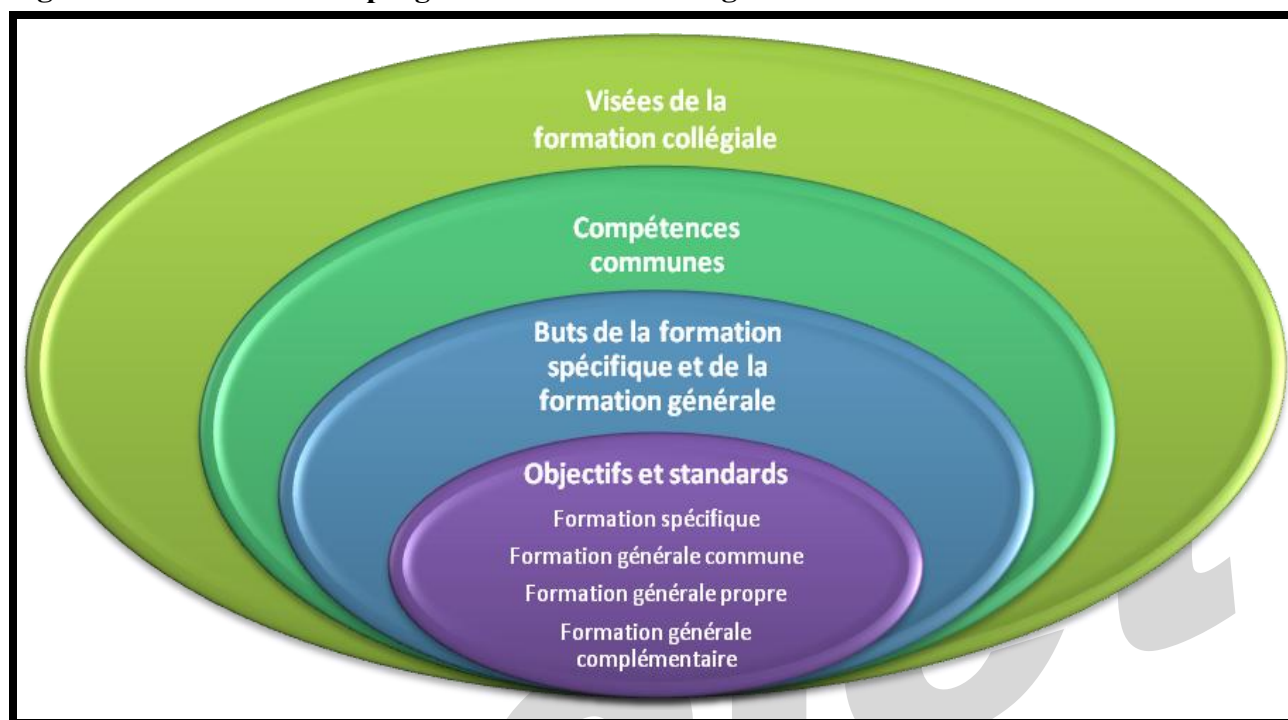 Visées de la
formation collégiale
Compétences
communes
Buts de la formation
spécifique et de la
formation générale
Objectifs et standards
Formation spécifique
Formation générale commune
Formation générale propre
Formation générale
complémentaire